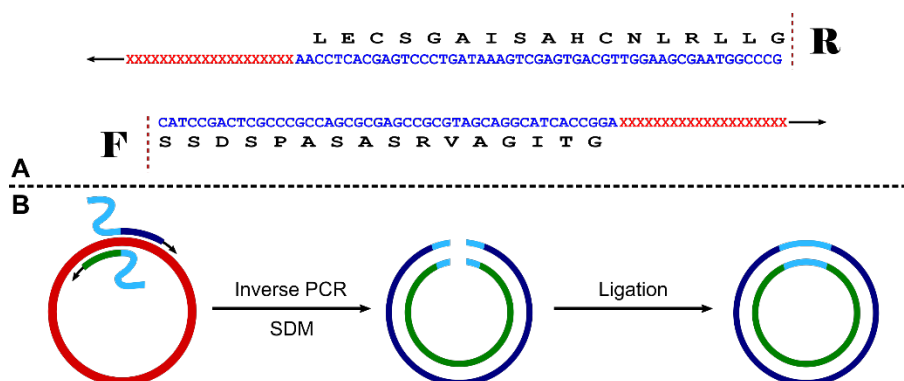 L E C S G A I S A H C N L R L L G
XXXXXXXXXXXXXXXXXXXXAACCTCACGAGTCCCTGATAAAGTCGAGTGACGTTGGAAGCGAATGGCCCG R
CATCCGACTCGCCCGCCAGCGCGAGCCGCGTAGCAGGCATCACCGGAXXXXXXXXXXXXXXXXXXXX
F S S D S P A S A S R V A G I T G
A
B
Inverse PCR
SDM
Ligation